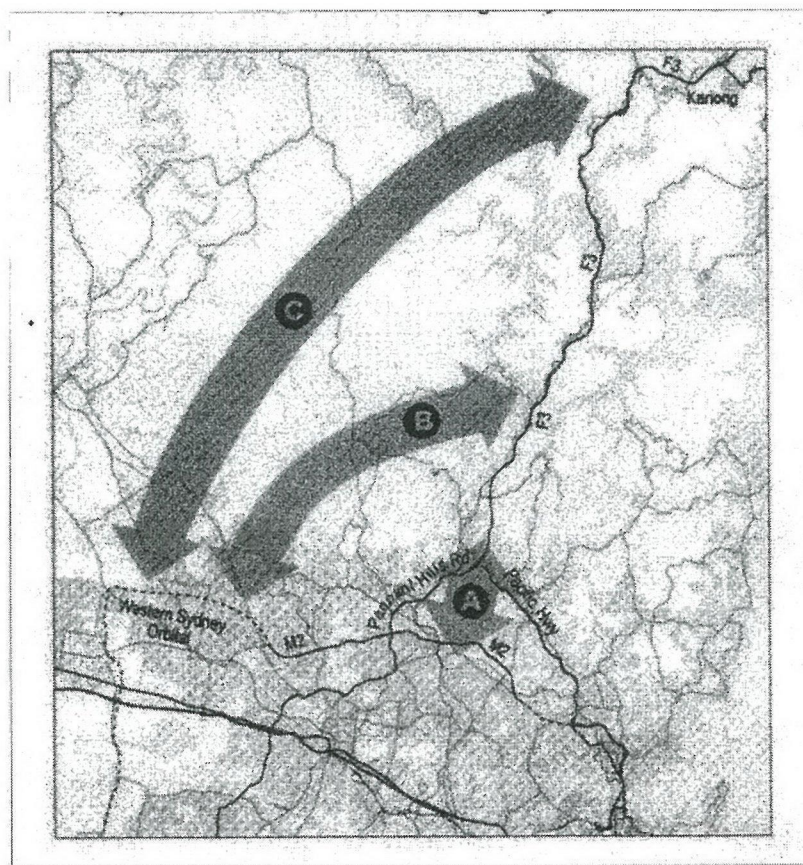 F3
Kariong
C
F3
B
F3
Pennant Hills Rd
Pacific Hwy
A
Western Sydney
Orbital
M2
M2